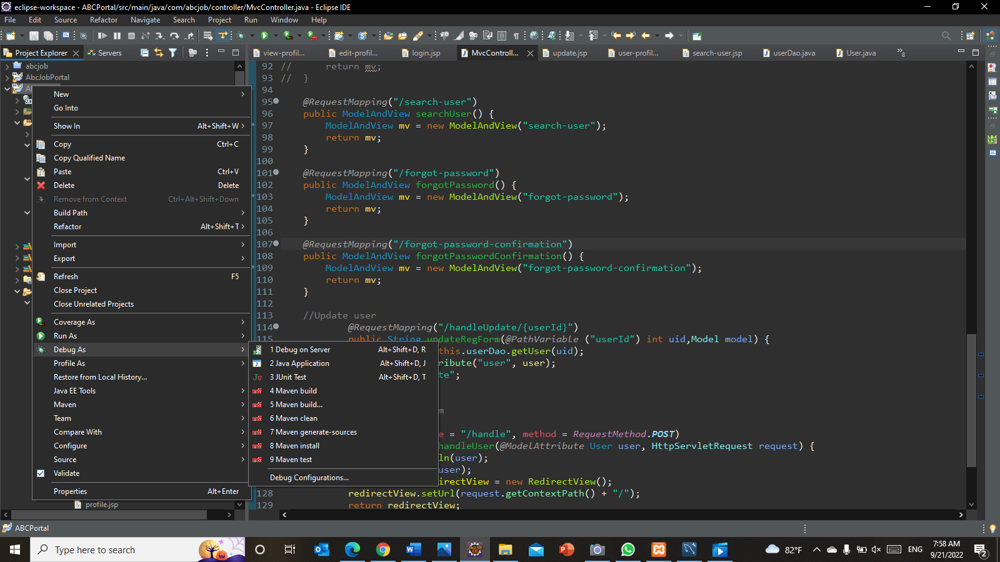 eclipse-workspace - ABCPortal/src/main/java/com/abcjob/controller/MvcController.java - Eclipse IDE
File Edit Source Refactor Navigate Search Project Run Window Help
Project Explorer Servers
view-profil... edit-profil... login.jsp MvcControll... update.jsp user-profil... search-user.jsp userDao.java User.java »8
abcjob
AbcJobPortal
New
Go Into
Show In Alt+Shift+W
Copy Ctrl+C
Copy Qualified Name
Paste Ctrl+V
Delete Delete
Remove from Context Ctrl+Alt+Shift+Down
Build Path
Refactor Alt+Shift+T
Import
Export
Refresh F5
Close Project
Close Unrelated Projects
Coverage As
Run As
Debug As
Profile As
Restore from Local History...
Java EE Tools
Maven
Team
Compare With
Configure
Source
Validate
Properties Alt+Enter
profile.jsp
1 Debug on Server Alt+Shift+D, R
2 Java Application Alt+Shift+D, J
3 JUnit Test Alt+Shift+D, T
4 Maven build
5 Maven build...
6 Maven clean
7 Maven generate-sources
8 Maven install
9 Maven test
Debug Configurations...
92 // return mv;
93 // }
94
95 @RequestMapping("/search-user")
96 public ModelAndView searchUser() {
97 ModelAndView mv = new ModelAndView("search-user");
98 return mv;
99 }
100
101 @RequestMapping("/forgot-password")
102 public ModelAndView forgotPassword() {
103 ModelAndView mv = new ModelAndView("forgot-password");
104 return mv;
105 }
106
107 @RequestMapping("/forgot-password-confirmation")
108 public ModelAndView forgotPasswordConfirmation() {
109 ModelAndView mv = new ModelAndView("forgot-password-confirmation");
110 return mv;
111 }
112
113 //Update user
114 @RequestMapping("/handleUpdate/{userId}")
115 public String updateRegForm(@PathVariable ("userId") int uid,Model model) {
this.userDao.getUser(uid);
ribute("user", user);
te";
m
e = "/handle", method = RequestMethod.POST)
handleUser(@ModelAttribute User user, HttpServletRequest request) {
ln(user);
user);
irectView = new RedirectView();
128 redirectView.setUrl(request.getContextPath() + "/");
129 return redirectView;
ABCPortal
Type here to search
82°F
ENG
7:58 AM
9/21/2022
2